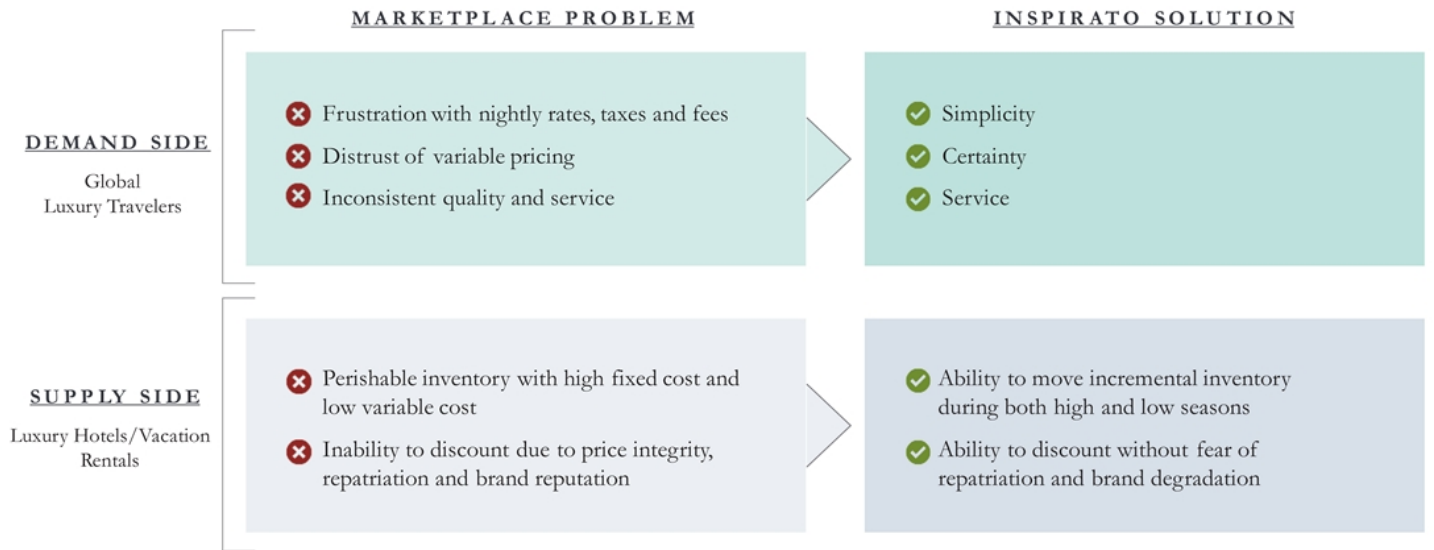 MARKETPLACE PROBLEM
INSPIRATO SOLUTION
DEMAND SIDE
Global
Luxury Travelers
Frustration with nightly rates, taxes and fees
Distrust of variable pricing
Inconsistent quality and service
Simplicity
Certainty
Service
SUPPLY SIDE
Luxury Hotels/Vacation
Rentals
Perishable inventory with high fixed cost and
low variable cost
Inability to discount due to price integrity,
repatriation and brand reputation
Ability to move incremental inventory
during both high and low seasons
Ability to discount without fear of
repatriation and brand degradation